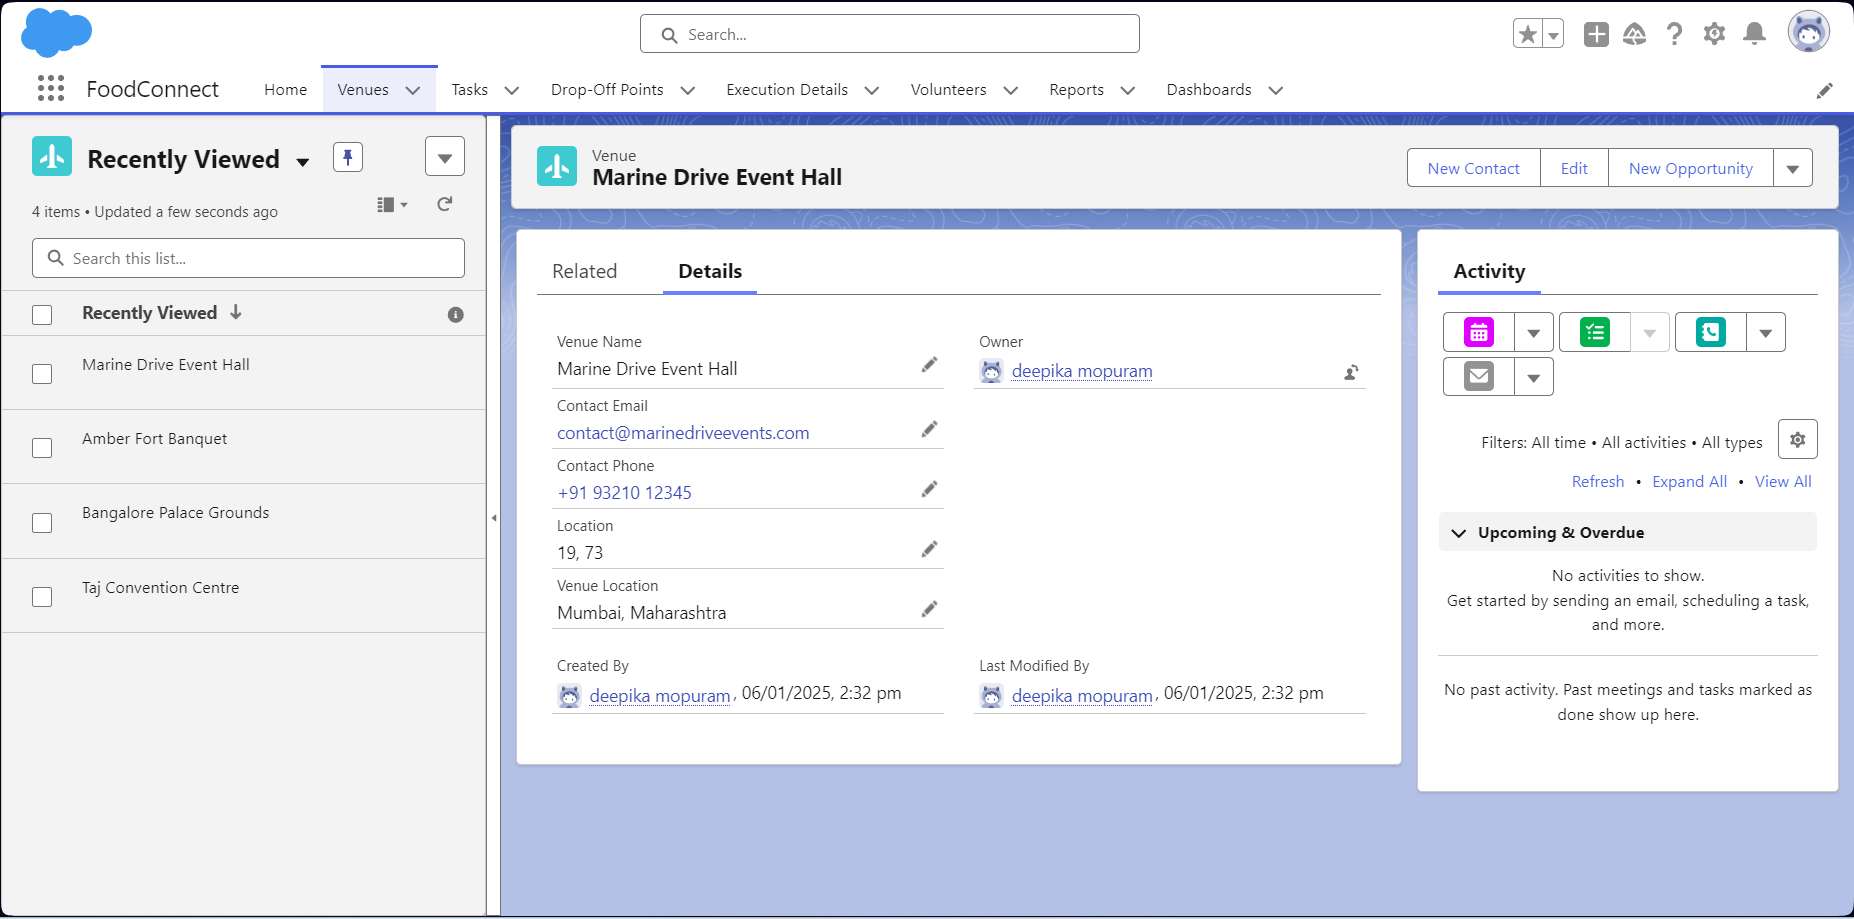 Search...
FoodConnect
Home
Venues
Tasks
Drop-Off Points
Execution Details
Volunteers
Reports
Dashboards
Recently Viewed
4 items • Updated a few seconds ago
Search this list...
Recently Viewed
Marine Drive Event Hall
Amber Fort Banquet
Bangalore Palace Grounds
Taj Convention Centre
Venue
Marine Drive Event Hall
New Contact
Edit
New Opportunity
Related
Details
Venue Name
Marine Drive Event Hall
Owner
deepika mopuram
Contact Email
contact@marinedriveevents.com
Contact Phone
+91 93210 12345
Location
19, 73
Venue Location
Mumbai, Maharashtra
Created By
deepika mopuram, 06/01/2025, 2:32 pm
Last Modified By
deepika mopuram, 06/01/2025, 2:32 pm
Activity
Filters: All time • All activities • All types
Refresh • Expand All • View All
Upcoming & Overdue
No activities to show.
Get started by sending an email, scheduling a task,
and more.
No past activity. Past meetings and tasks marked as
done show up here.